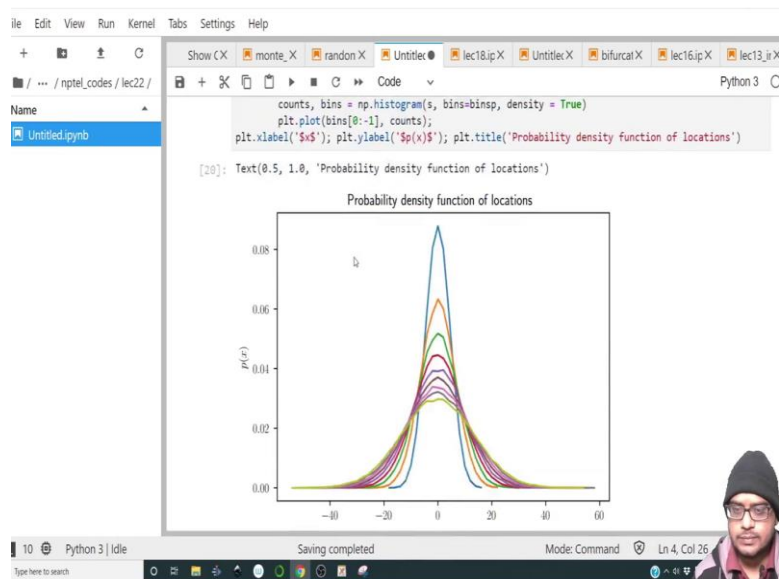 ile Edit View Run Kernel Tabs Settings Help
Show C X monte_ X randon X Untitlec lec18.ip X Untitlec X bifurcat X lec16.ip X lec13_ir X
/ ··· / nptel_codes / lec22 /
Code Python 3
Name
Untitled.ipynb
counts, bins = np.histogram(s, bins=binsp, density = True)
plt.plot(bins[0:-1], counts);
plt.xlabel('$x$'); plt.ylabel('$p(x)$'); plt.title('Probability density function of locations')
[20]: Text(0.5, 1.0, 'Probability density function of locations')
Probability density function of locations
0.08
0.06
0.04
0.02
0.00
p(x)
−40 −20 0 20 40 60
10 Python 3 | Idle Saving completed Mode: Command Ln 4, Col 26
Type here to search